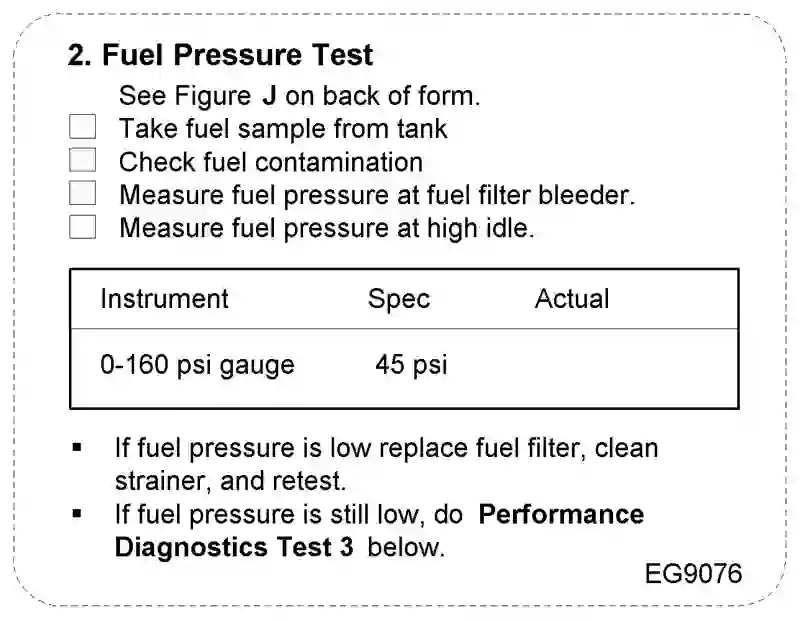 2. Fuel Pressure Test
See Figure J on back of form.
Take fuel sample from tank
Check fuel contamination
Measure fuel pressure at fuel filter bleeder.
Measure fuel pressure at high idle.
Instrument Spec Actual
0-160 psi gauge 45 psi
▪ If fuel pressure is low replace fuel filter, clean
strainer, and retest.
▪ If fuel pressure is still low, do Performance
Diagnostics Test 3 below.
EG9076